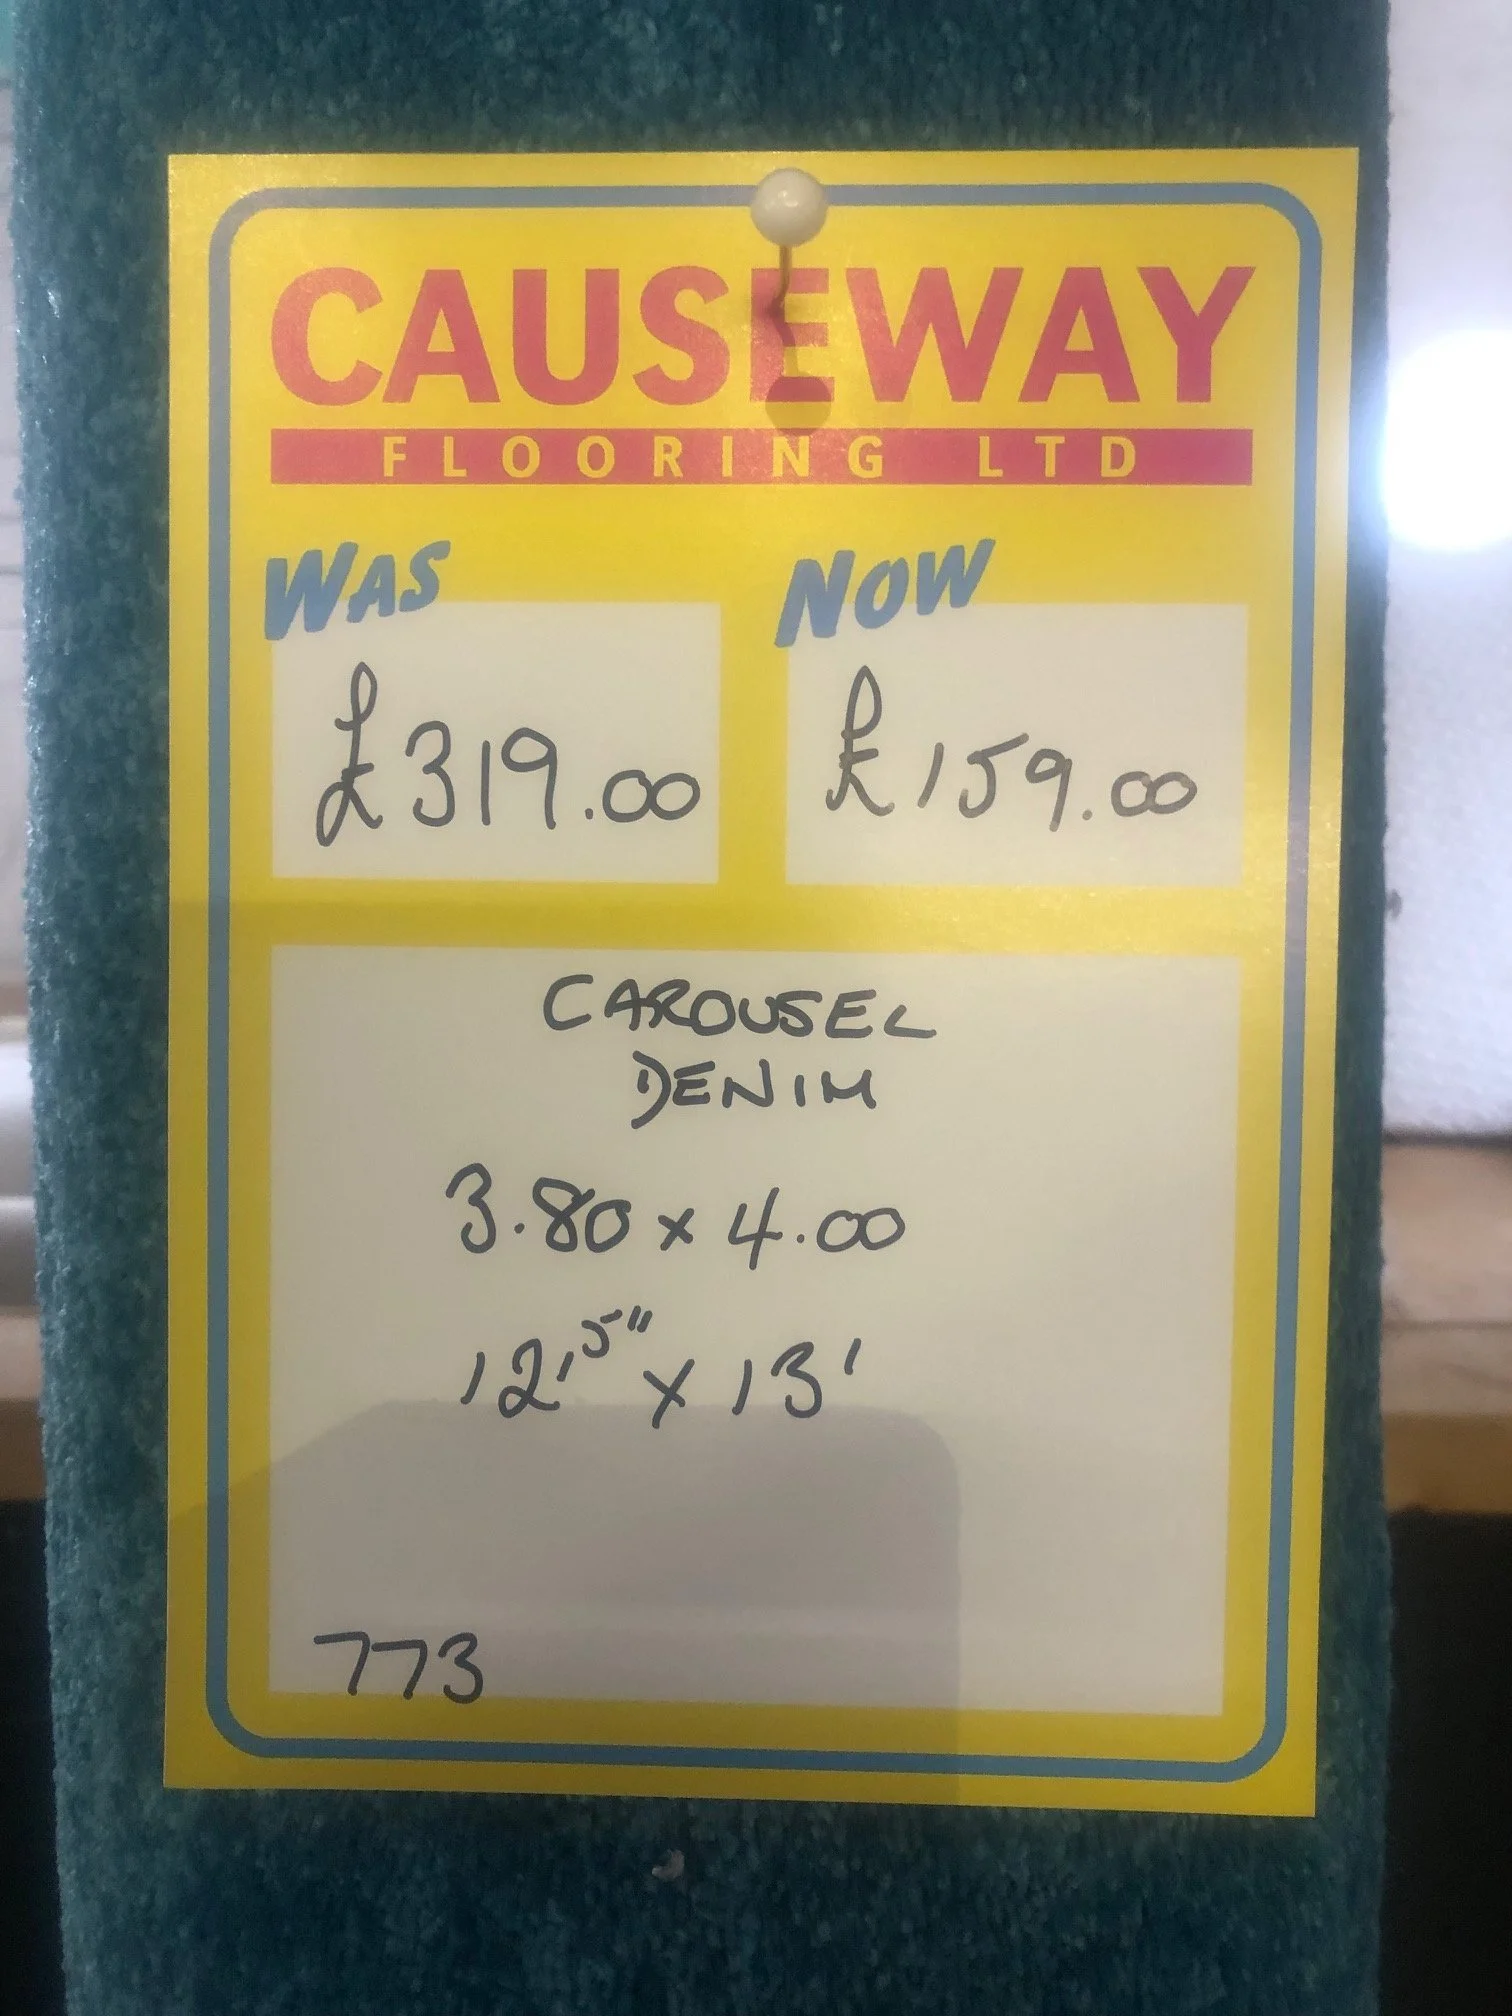 CAUSEWAY
FLOORING LTD
WAS NOW
£319.00 £159.00
CAROUSEL
DENIM
3.80 x 4.00
12'5" x 13'
773